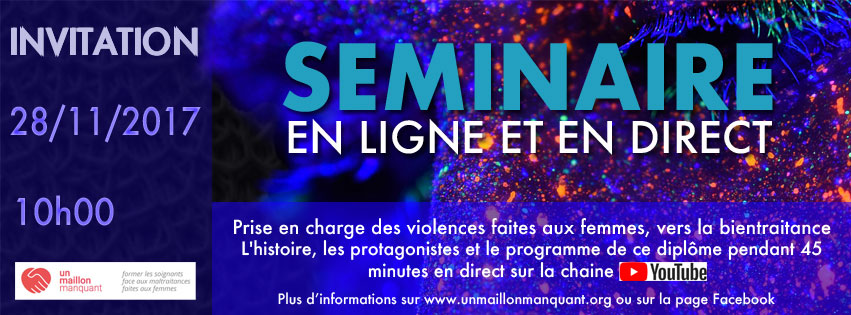 INVITATION
28/11/2017
10h00
un
maillon
manquant
former les soignants
face aux maltraitances
faites aux femmes
SEMINAIRE
EN LIGNE ET EN DIRECT
Prise en charge des violences faites aux femmes, vers la bientraitance
L'histoire, les protagonistes et le programme de ce diplôme pendant 45
minutes en direct sur la chaine YouTube
Plus d'informations sur www.unmaillonmanquant.org ou sur la page Facebook